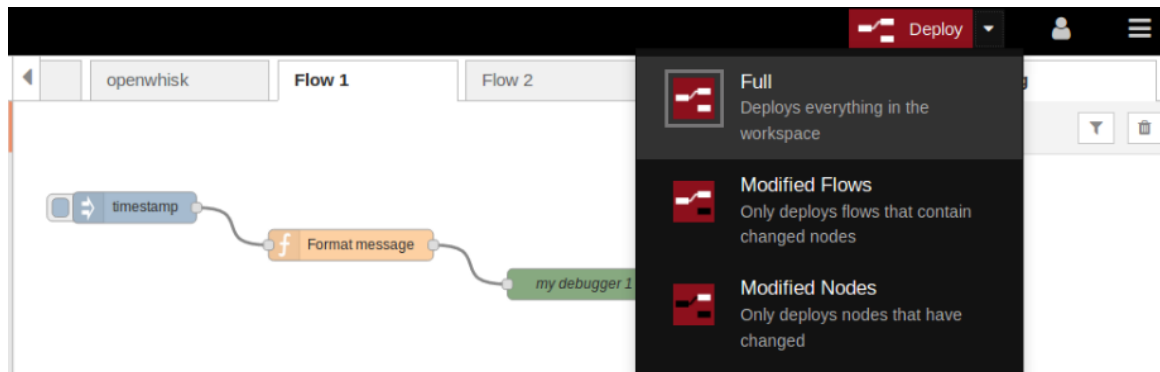 Deploy
openwhisk
Flow 1
Flow 2
Full
Deploys everything in the
workspace
Modified Flows
Only deploys flows that contain
changed nodes
Modified Nodes
Only deploys nodes that have
changed
timestamp
Format message
my debugger 1